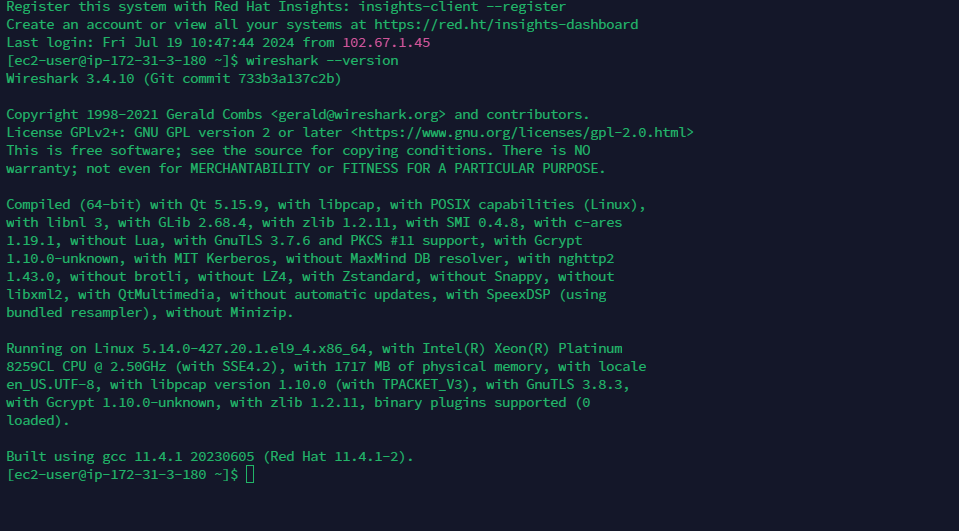 Register this system with Red Hat Insights: insights-client --register
Create an account or view all your systems at https://red.ht/insights-dashboard
Last login: Fri Jul 19 10:47:44 2024 from 102.67.1.45
[ec2-user@ip-172-31-3-180 ~]$ wireshark --version
Wireshark 3.4.10 (Git commit 733b3a137c2b)

Copyright 1998-2021 Gerald Combs <gerald@wireshark.org> and contributors.
License GPLv2+: GNU GPL version 2 or later <https://www.gnu.org/licenses/gpl-2.0.html>
This is free software; see the source for copying conditions. There is NO
warranty; not even for MERCHANTABILITY or FITNESS FOR A PARTICULAR PURPOSE.

Compiled (64-bit) with Qt 5.15.9, with libpcap, with POSIX capabilities (Linux),
with libnl 3, with GLib 2.68.4, with zlib 1.2.11, with SMI 0.4.8, with c-ares
1.19.1, without Lua, with GnuTLS 3.7.6 and PKCS #11 support, with Gcrypt
1.10.0-unknown, with MIT Kerberos, without MaxMind DB resolver, with nghttp2
1.43.0, without brotli, without LZ4, with Zstandard, without Snappy, without
libxml2, with QtMultimedia, without automatic updates, with SpeexDSP (using
bundled resampler), without Minizip.

Running on Linux 5.14.0-427.20.1.el9_4.x86_64, with Intel(R) Xeon(R) Platinum
8259CL CPU @ 2.50GHz (with SSE4.2), with 1717 MB of physical memory, with locale
en_US.UTF-8, with libpcap version 1.10.0 (with TPACKET_V3), with GnuTLS 3.8.3,
with Gcrypt 1.10.0-unknown, with zlib 1.2.11, binary plugins supported (0
loaded).

Built using gcc 11.4.1 20230605 (Red Hat 11.4.1-2).
[ec2-user@ip-172-31-3-180 ~]$